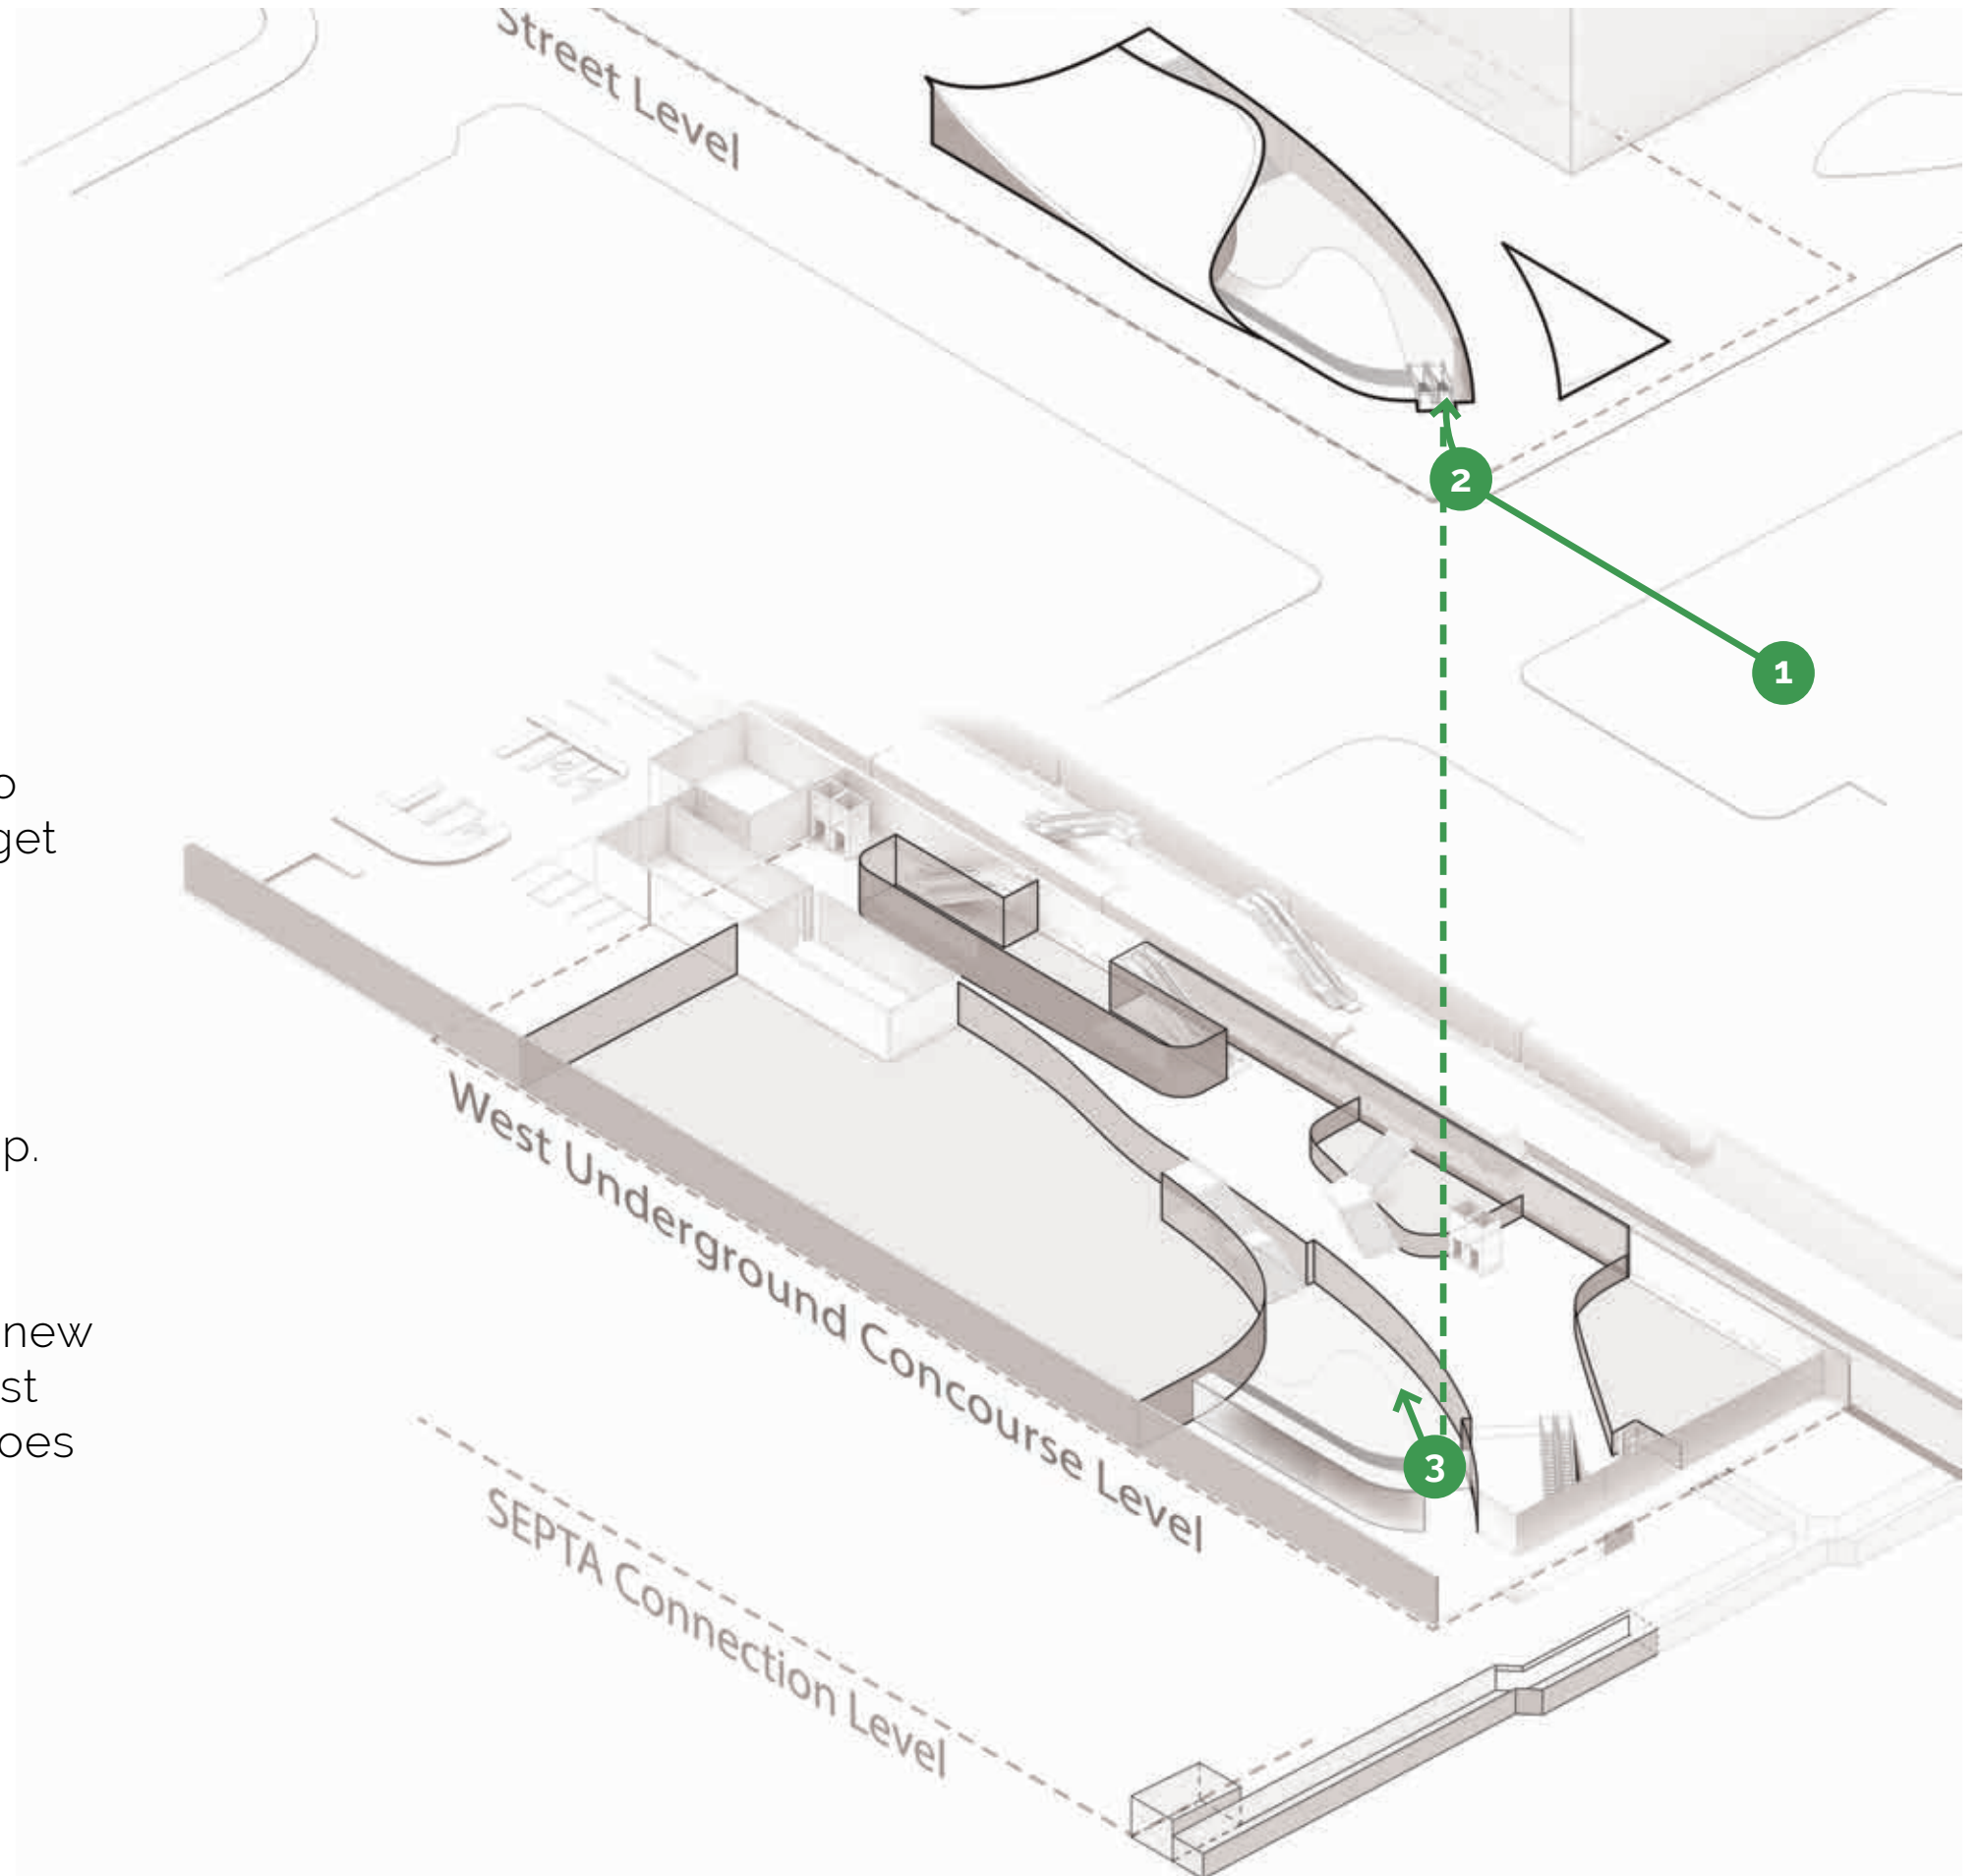 Street Level
2
1
get
p.
new
st
oes
West Underground Concourse Level
3
SEPTA Connection Level